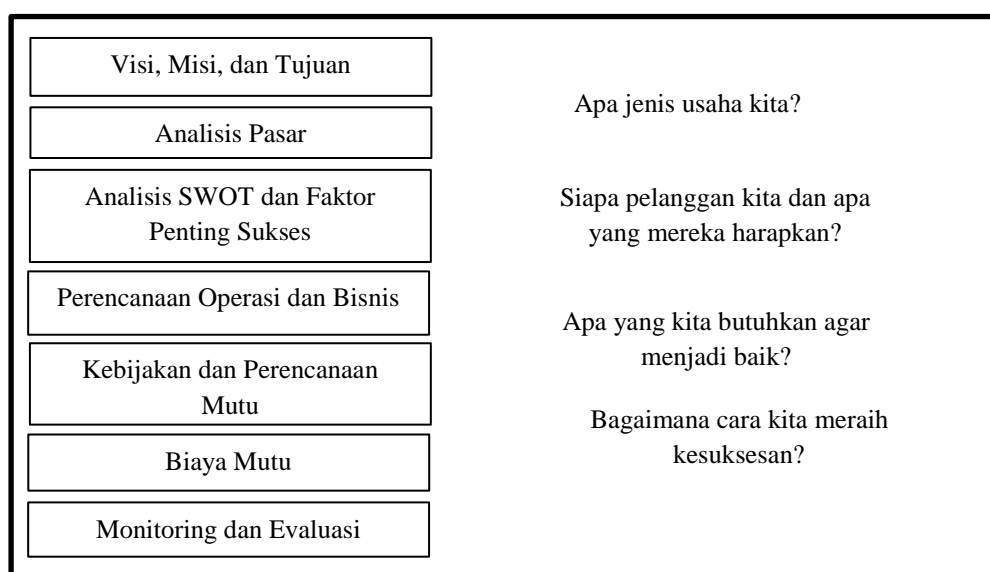 Visi, Misi, dan Tujuan
Analisis Pasar
Analisis SWOT dan Faktor
Penting Sukses
Perencanaan Operasi dan Bisnis
Kebijakan dan Perencanaan
Mutu
Biaya Mutu
Monitoring dan Evaluasi
Apa jenis usaha kita?
Siapa pelanggan kita dan apa
yang mereka harapkan?
Apa yang kita butuhkan agar
menjadi baik?
Bagaimana cara kita meraih
kesuksesan?